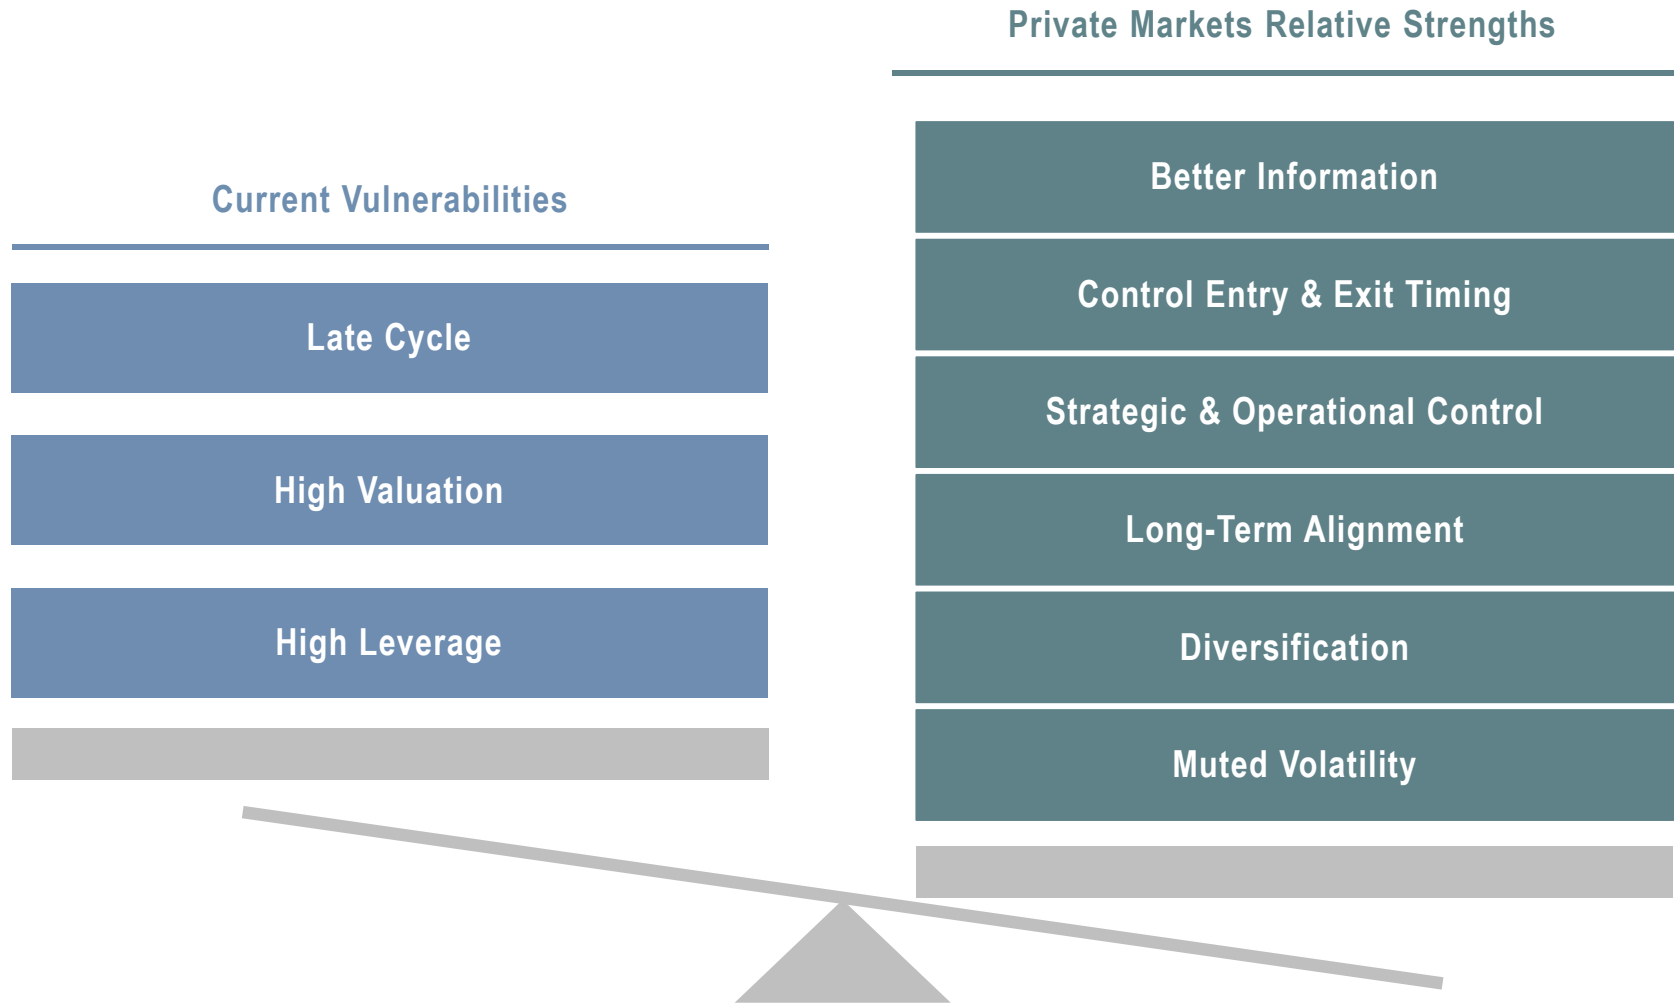 Private Markets Relative Strengths
Current Vulnerabilities
Late Cycle
High Valuation
High Leverage
Better Information
Control Entry & Exit Timing
Strategic & Operational Control
Long-Term Alignment
Diversification
Muted Volatility